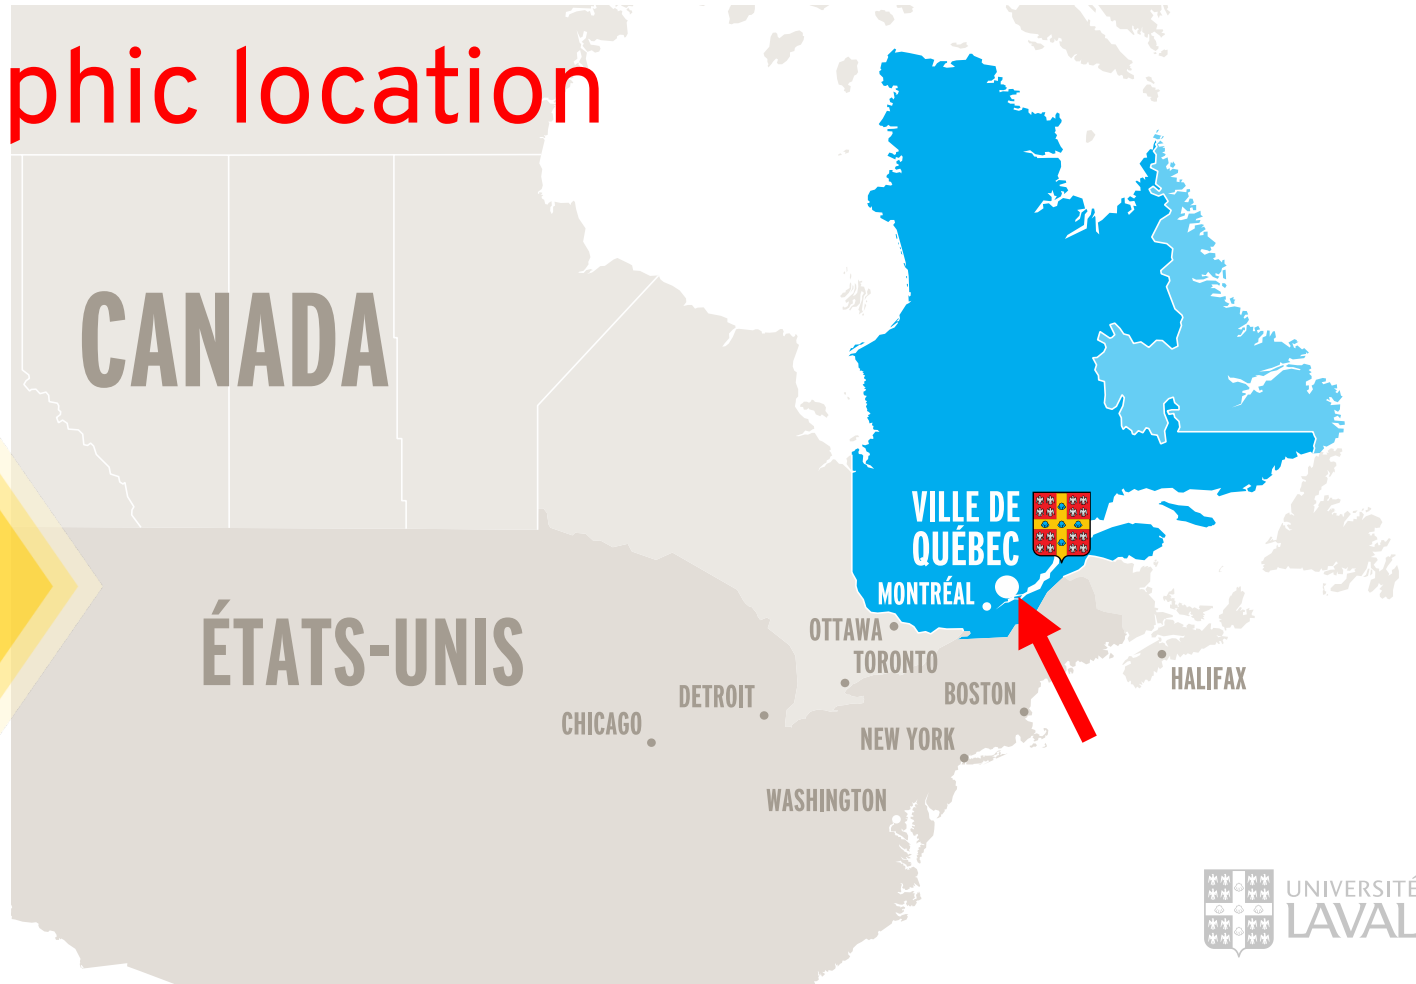 phic location
CANADA
VILLE DE
QUÉBEC
MONTRÉAL
OTTAWA
ÉTATS-UNIS
TORONTO
HALIFAX
DETROIT
BOSTON
CHICAGO
NEW YORK
WASHINGTON
UNIVERSITÉ
LAVAL